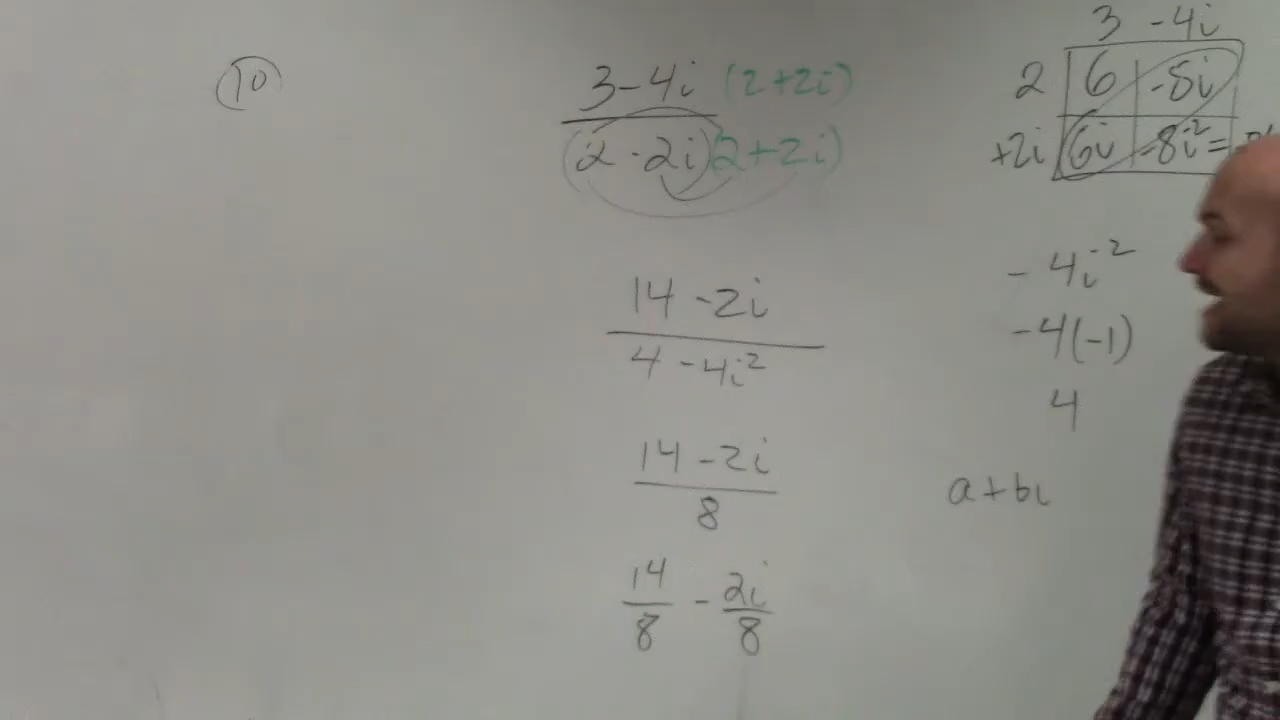 10
3 - 4i (2 + 2i)
(2 - 2i)(2 + 2i)
14 - 2i
4 - 4i²
14 - 2i
8
14/8 - 2i/8
3 - 4i
2 6 -8i
+2i 6i -8i² =
- 4i²
-4(-1)
4
a + bi